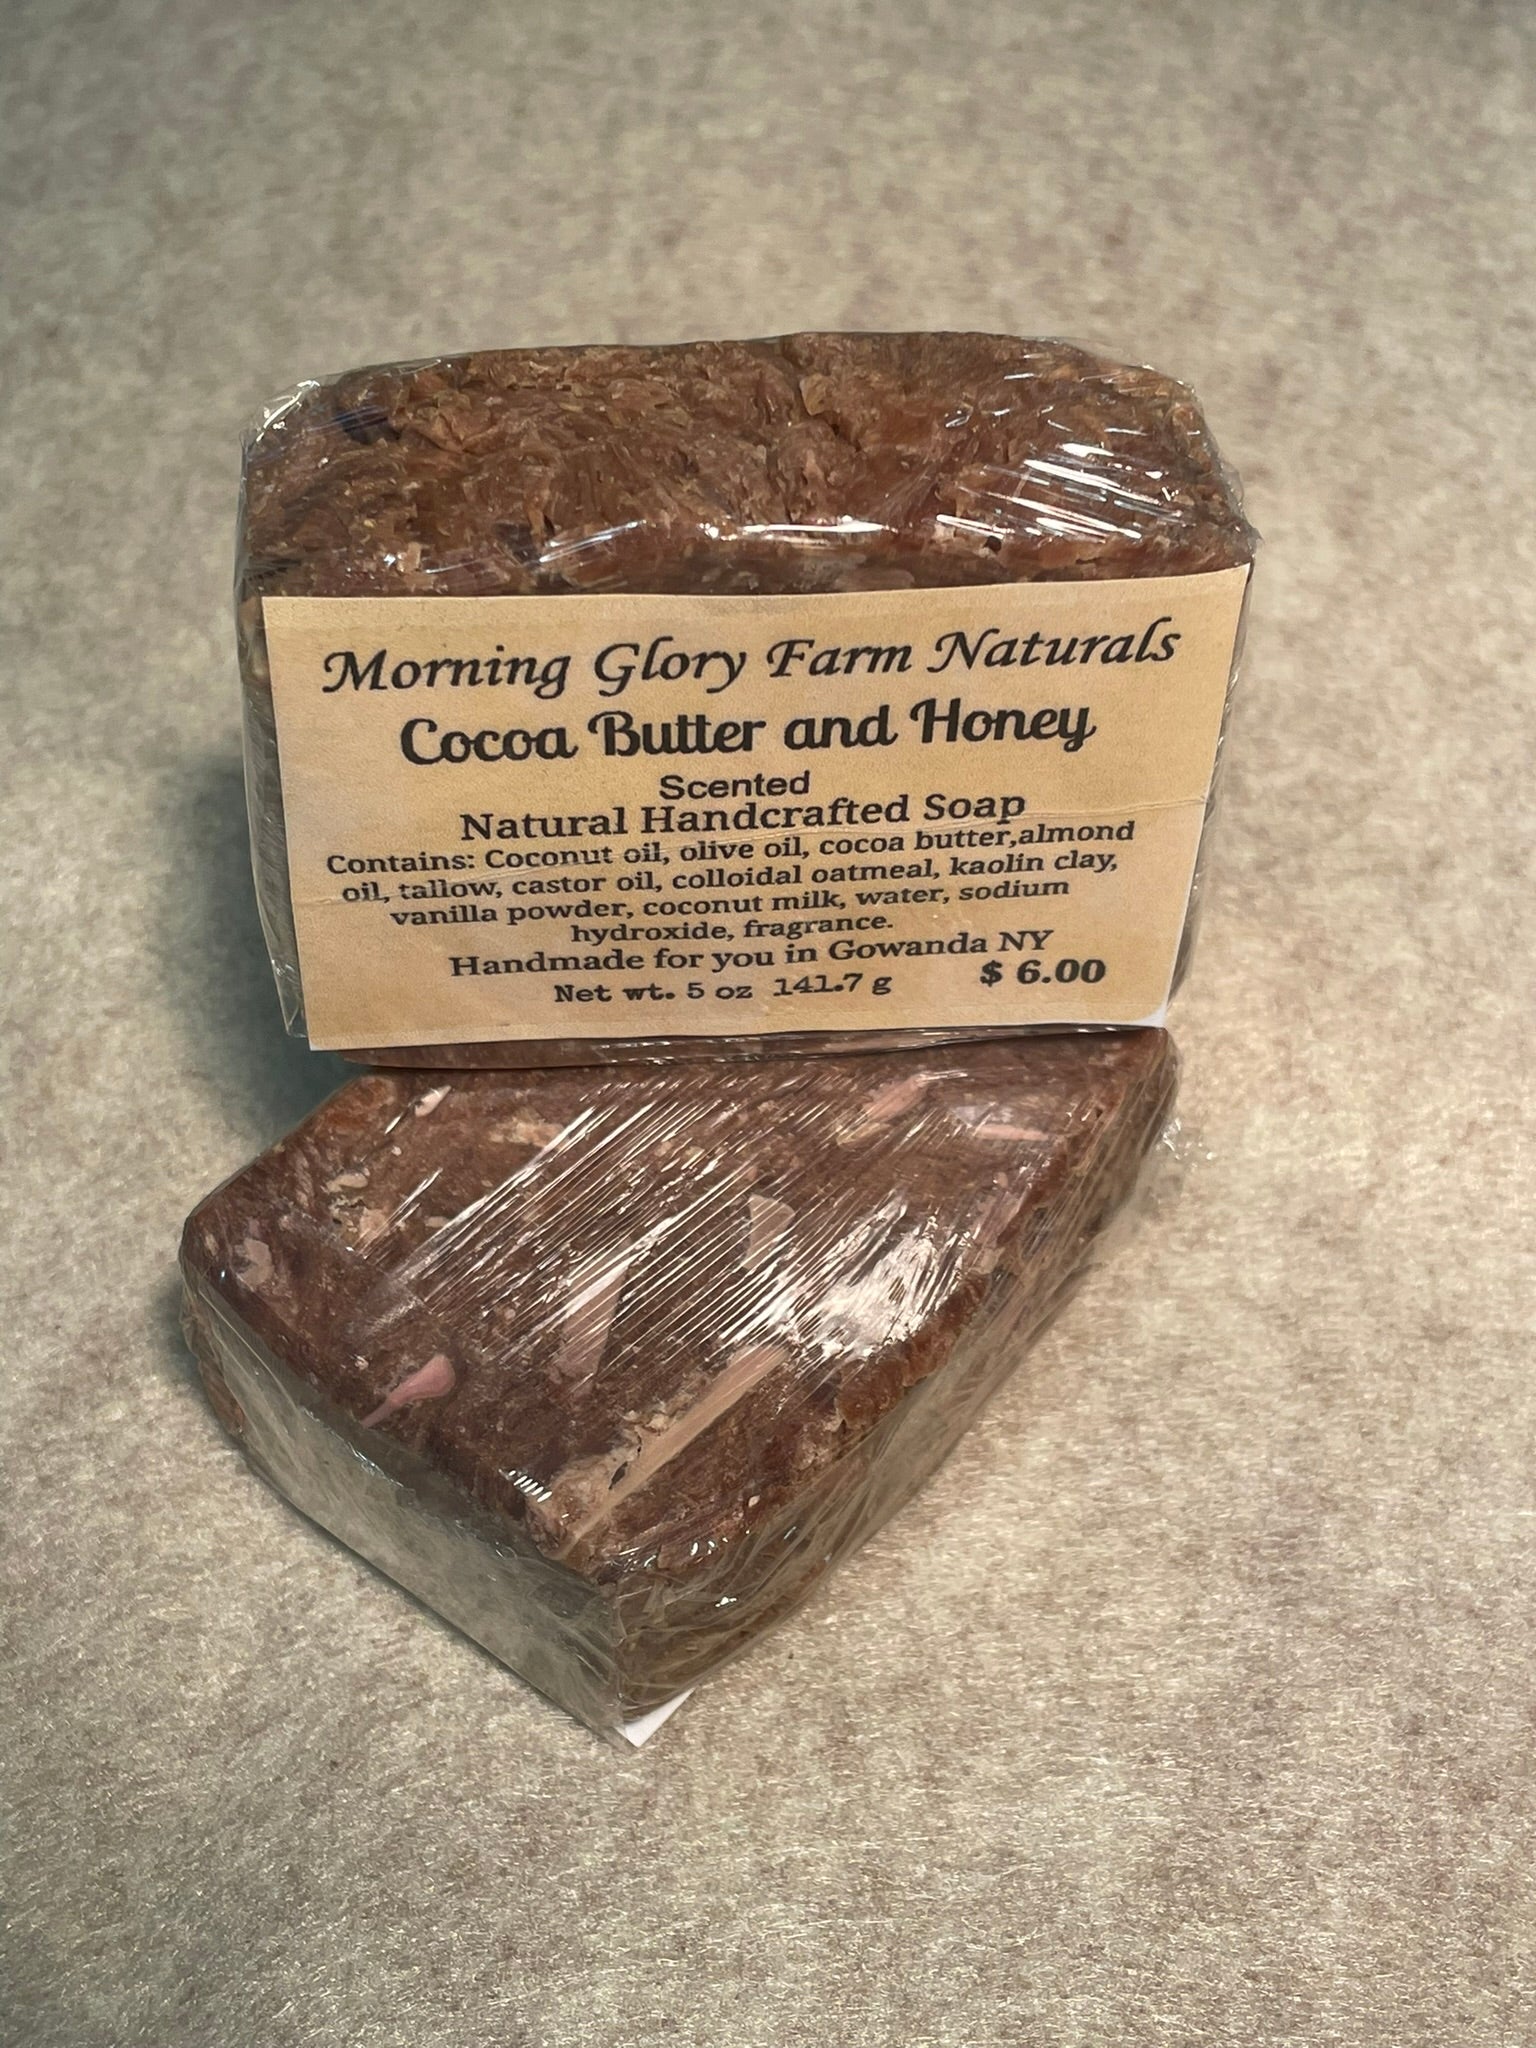 Morning Glory Farm Naturals
Cocoa Butter and Honey
Scented
Natural Handcrafted Soap
Contains: Coconut oil, olive oil, cocoa butter,almond
oil, tallow, castor oil, colloidal oatmeal, kaolin clay,
vanilla powder, coconut milk, water, sodium
hydroxide, fragrance.
Handmade for you in Gowanda NY
Net wt. 5 oz 141.7 g $ 6.00